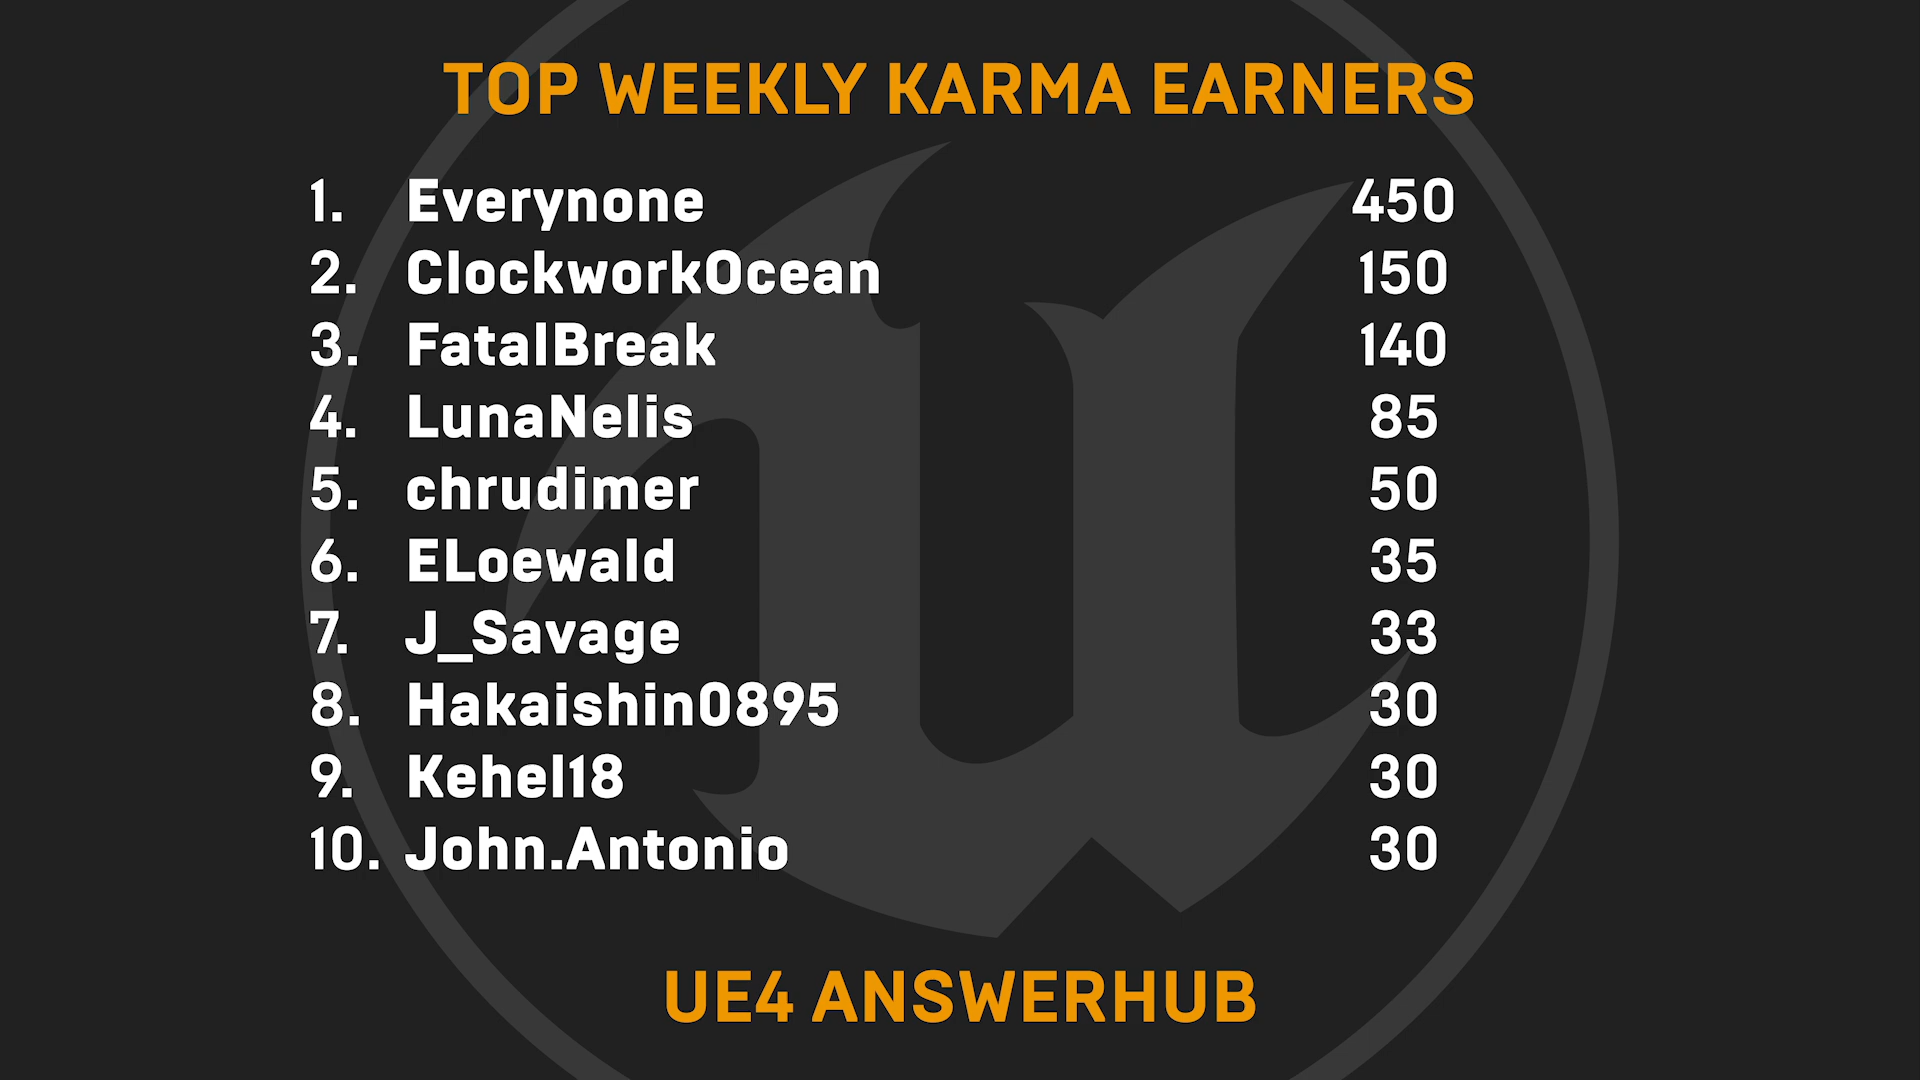 TOP WEEKLY KARMA EARNERS
1. Everynone 450
2. ClockworkOcean 150
3. FatalBreak 140
4. LunaNelis 85
5. chrudimer 50
6. ELoewald 35
7. J_Savage 33
8. Hakaishin0895 30
9. Kehel18 30
10. John.Antonio 30
UE4 ANSWERHUB